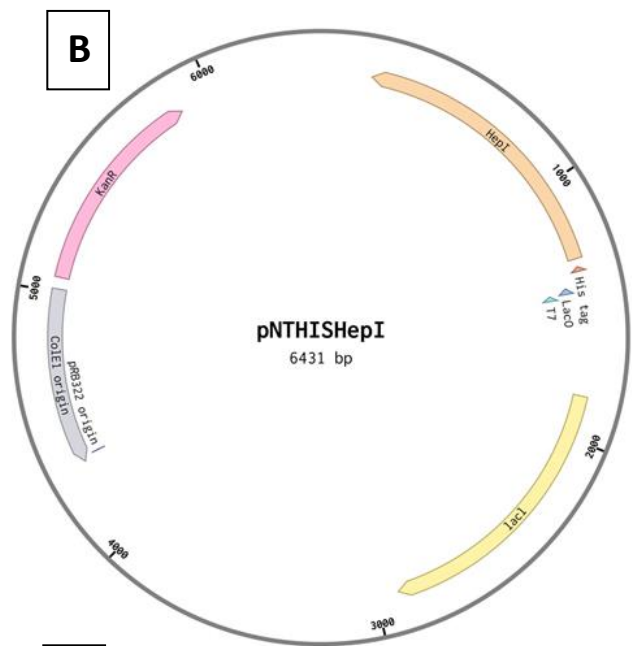 B
6000
HepI
KanR
1000
5000
His tag
LacO
T7
pNTHISHepI
6431 bp
ColE1 origin
pRB322 origin
2000
lacI
4000
3000